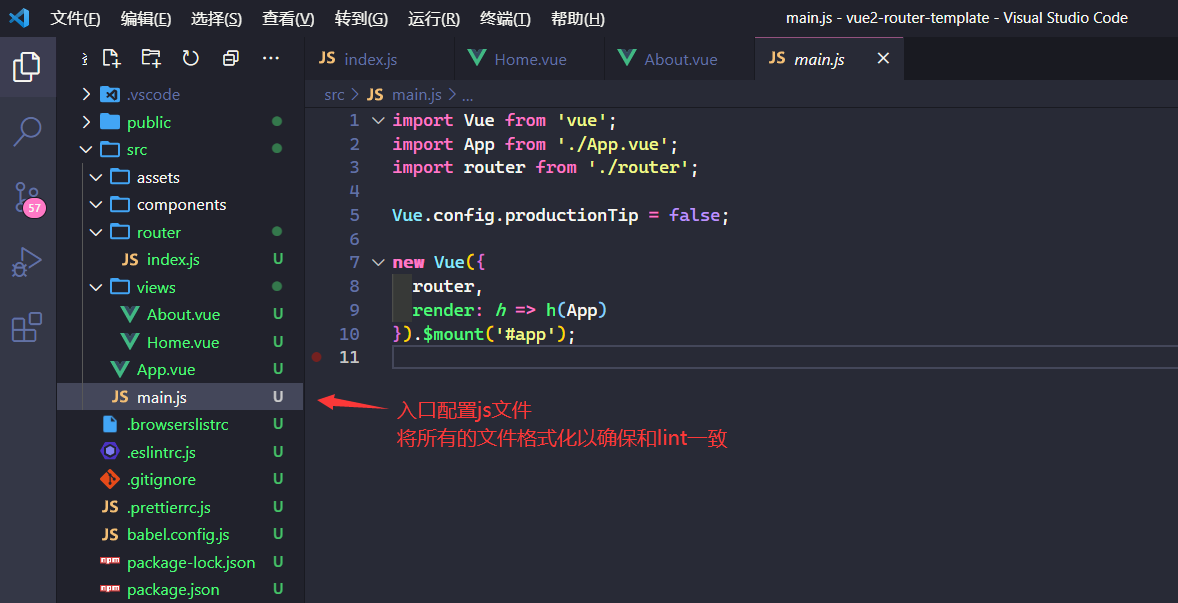 文件(F) 编辑(E) 选择(S) 查看(V) 转到(G) 运行(R) 终端(T) 帮助(H) main.js - vue2-router-template - Visual Studio Code
JS index.js Home.vue About.vue JS main.js
.vscode
public
src
assets
components
router
JS index.js U
views
About.vue U
Home.vue U
App.vue U
JS main.js U
.browserslistrc U
.eslintrc.js U
.gitignore U
JS .prettierrc.js U
JS babel.config.js U
npm package-lock.json U
npm package.json U
57
src > JS main.js > ...
1 import Vue from 'vue';
2 import App from './App.vue';
3 import router from './router';
4
5 Vue.config.productionTip = false;
6
7 new Vue({
8 router,
9 render: h => h(App)
10 }).$mount('#app');
11
入口配置js文件
将所有的文件格式化以确保和lint一致